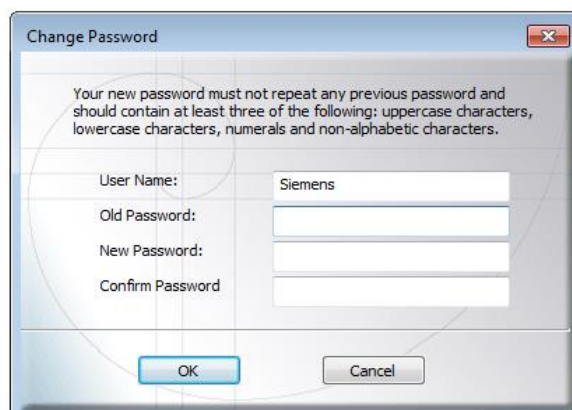 Change Password
Your new password must not repeat any previous password and
should contain at least three of the following: uppercase characters,
lowercase characters, numerals and non-alphabetic characters.
User Name: Siemens
Old Password:
New Password:
Confirm Password
OK Cancel